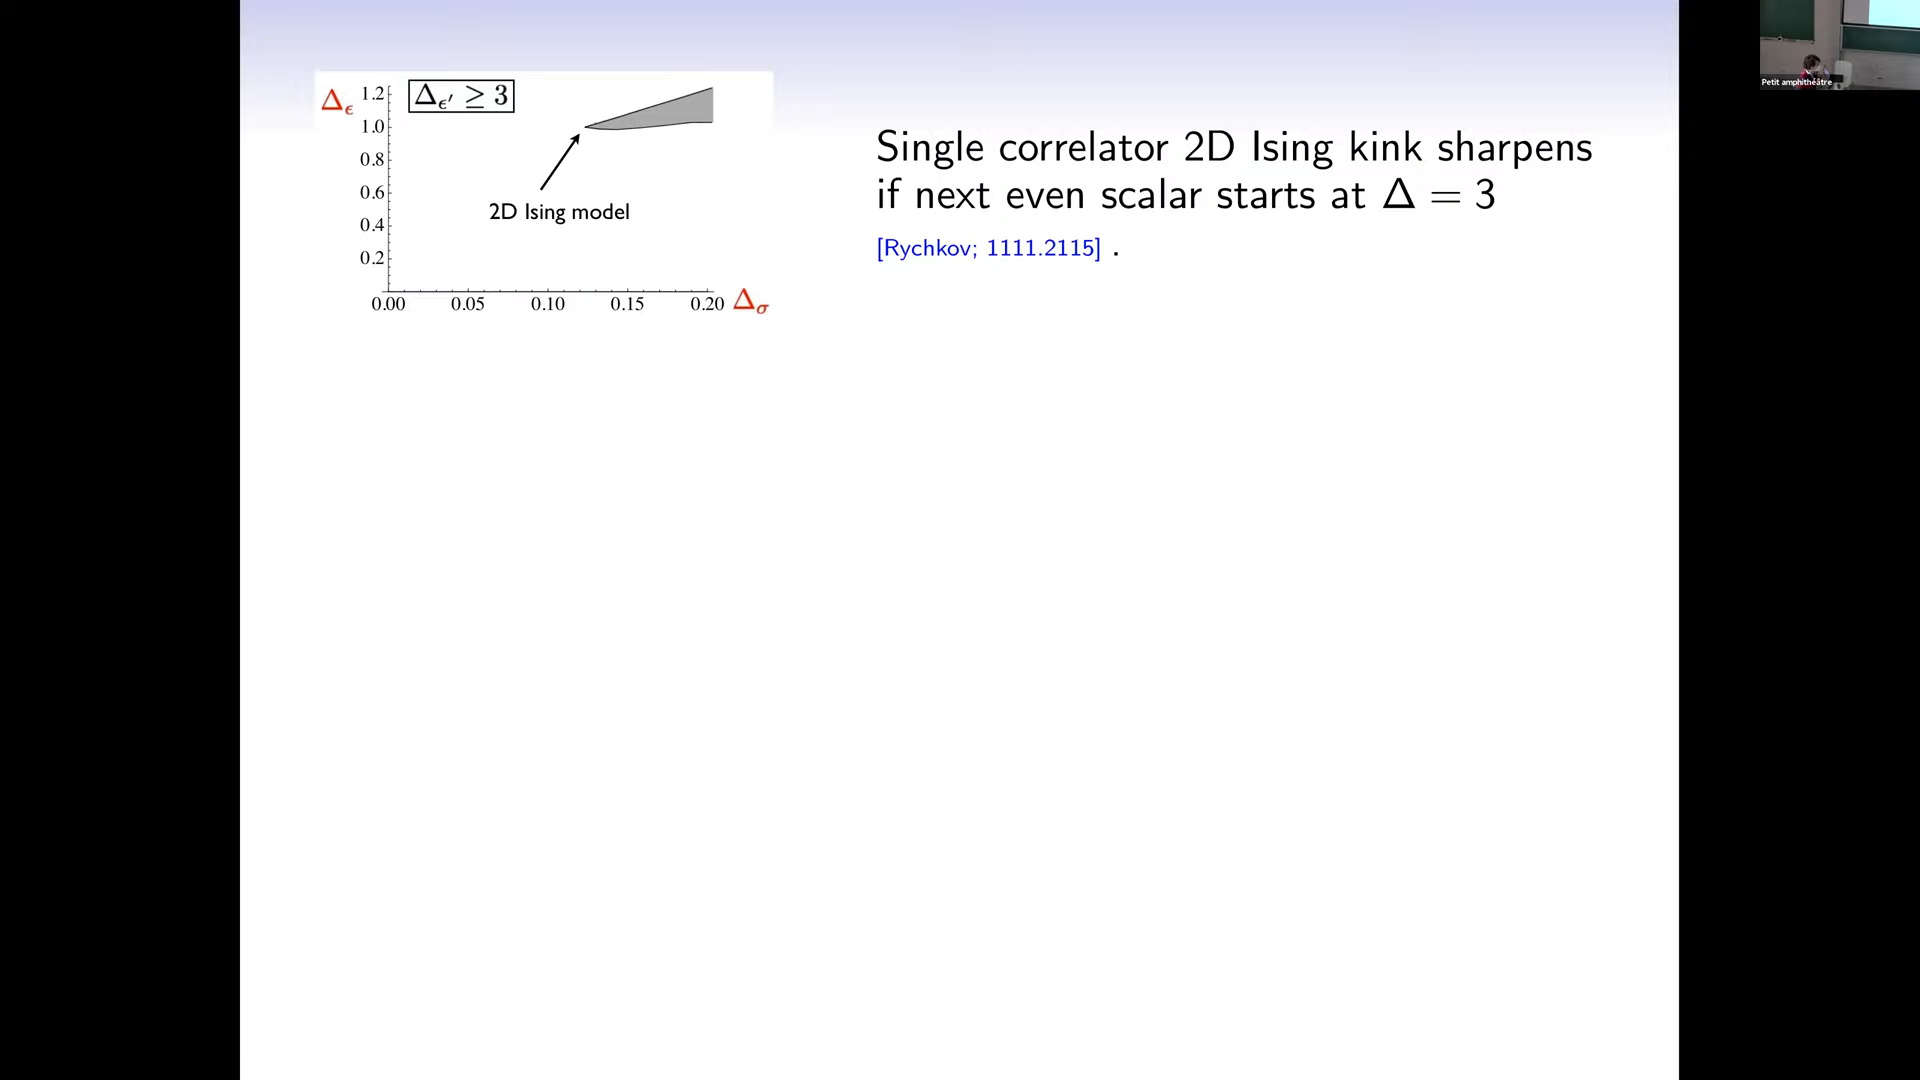 Δϵ
Δϵ′ ≥ 3
1.2
1.0
0.8
0.6
0.4
0.2
2D Ising model
0.00 0.05 0.10 0.15 0.20 Δσ
Single correlator 2D Ising kink sharpens
if next even scalar starts at Δ = 3
[Rychkov; 1111.2115] .
Petit amphithéâtre